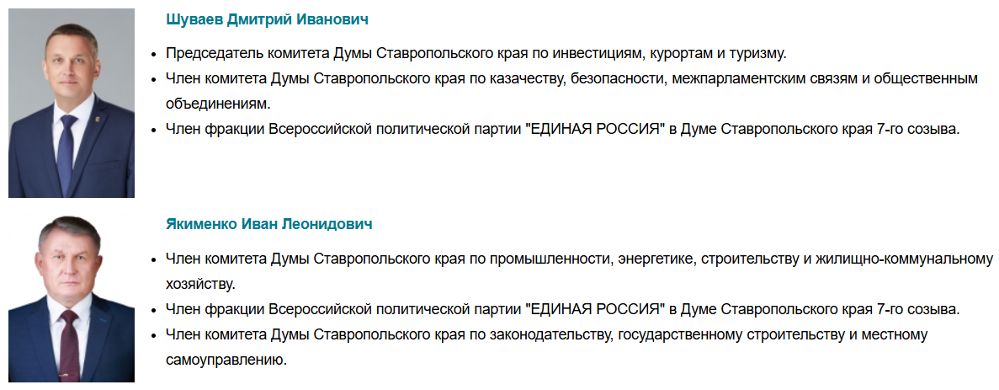 Шуваев Дмитрий Иванович
• Председатель комитета Думы Ставропольского края по инвестициям, курортам и туризму.
• Член комитета Думы Ставропольского края по казачеству, безопасности, межпарламентским связям и общественным
объединениям.
• Член фракции Всероссийской политической партии "ЕДИНАЯ РОССИЯ" в Думе Ставропольского края 7-го созыва.
Якименко Иван Леонидович
• Член комитета Думы Ставропольского края по промышленности, энергетике, строительству и жилищно-коммунальному
хозяйству.
• Член фракции Всероссийской политической партии "ЕДИНАЯ РОССИЯ" в Думе Ставропольского края 7-го созыва.
• Член комитета Думы Ставропольского края по законодательству, государственному строительству и местному
самоуправлению.